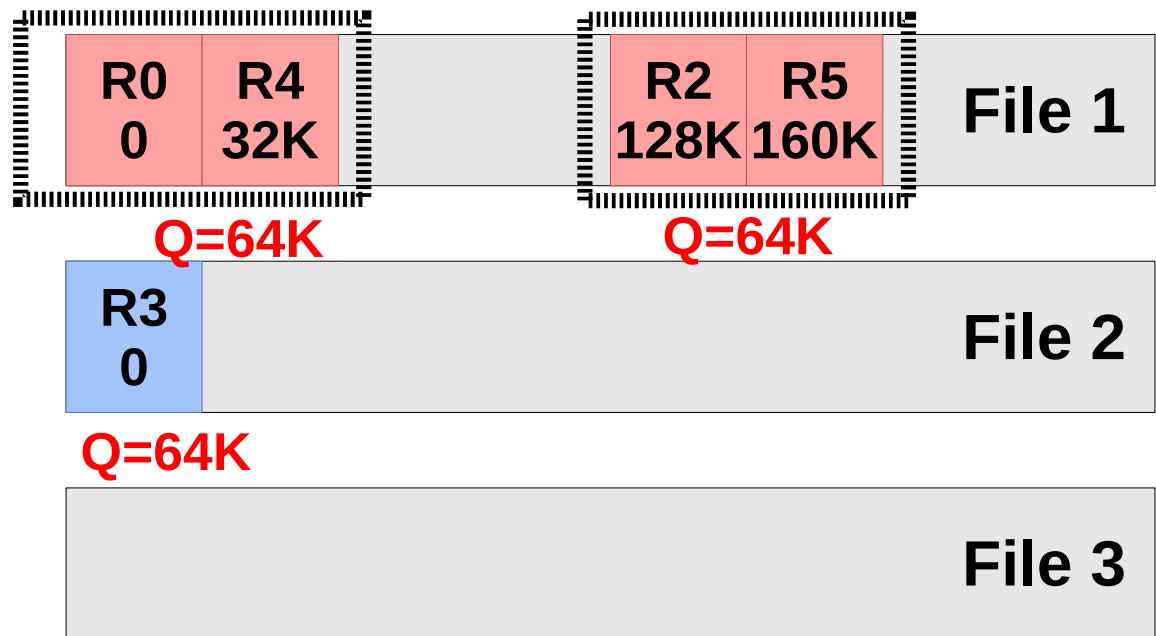 R0
0
R4
32K
R2
128K
R5
160K
File 1
Q=64K
Q=64K
R3
0
File 2
Q=64K
File 3